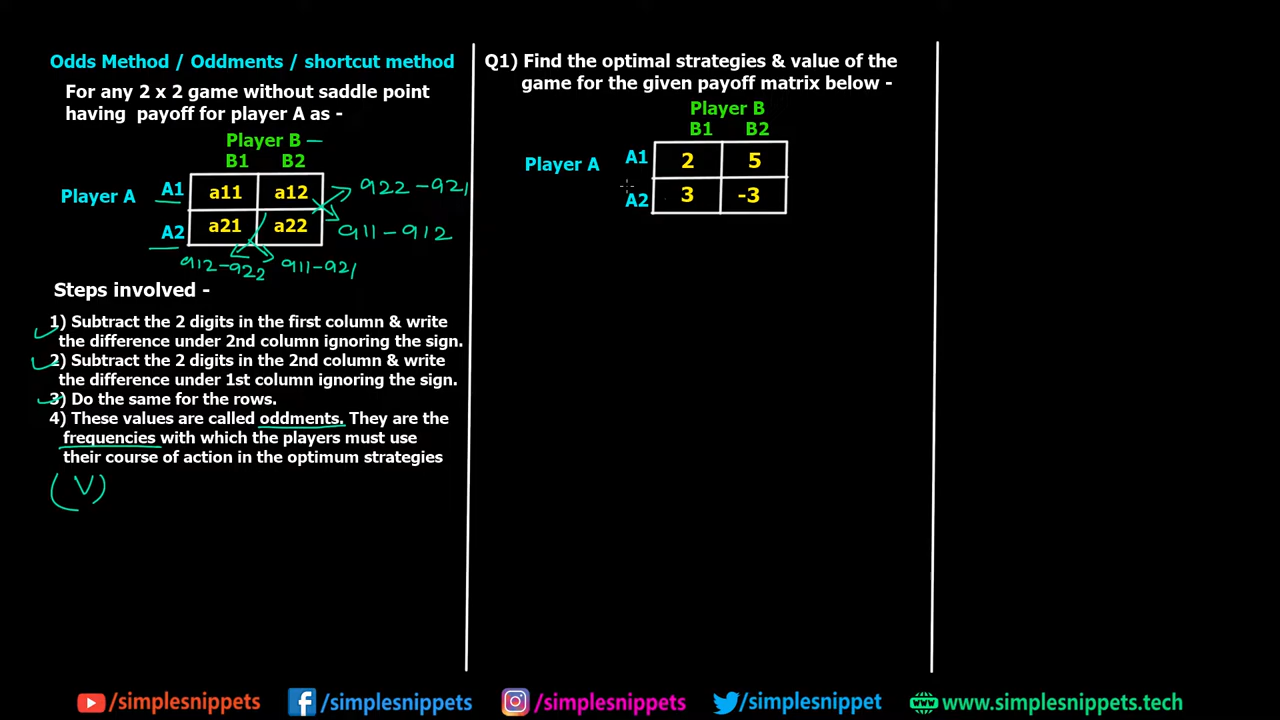 Odds Method / Oddments / shortcut method
For any 2 x 2 game without saddle point
having payoff for player A as -
Player B
B1 B2
Player A
A1 a11 a12 a22-a21
A2 a21 a22 a11-a12
a12-a22 a11-a21
Steps involved -
1) Subtract the 2 digits in the first column & write
the difference under 2nd column ignoring the sign.
2) Subtract the 2 digits in the 2nd column & write
the difference under 1st column ignoring the sign.
3) Do the same for the rows.
4) These values are called oddments. They are the
frequencies with which the players must use
their course of action in the optimum strategies
(V)
Q1) Find the optimal strategies & value of the
game for the given payoff matrix below -
Player B
B1 B2
Player A
A1 2 5
A2 3 -3
/simplesnippets /simplesnippets /simplesnippets /simplesnippets www.simplesnippets.tech